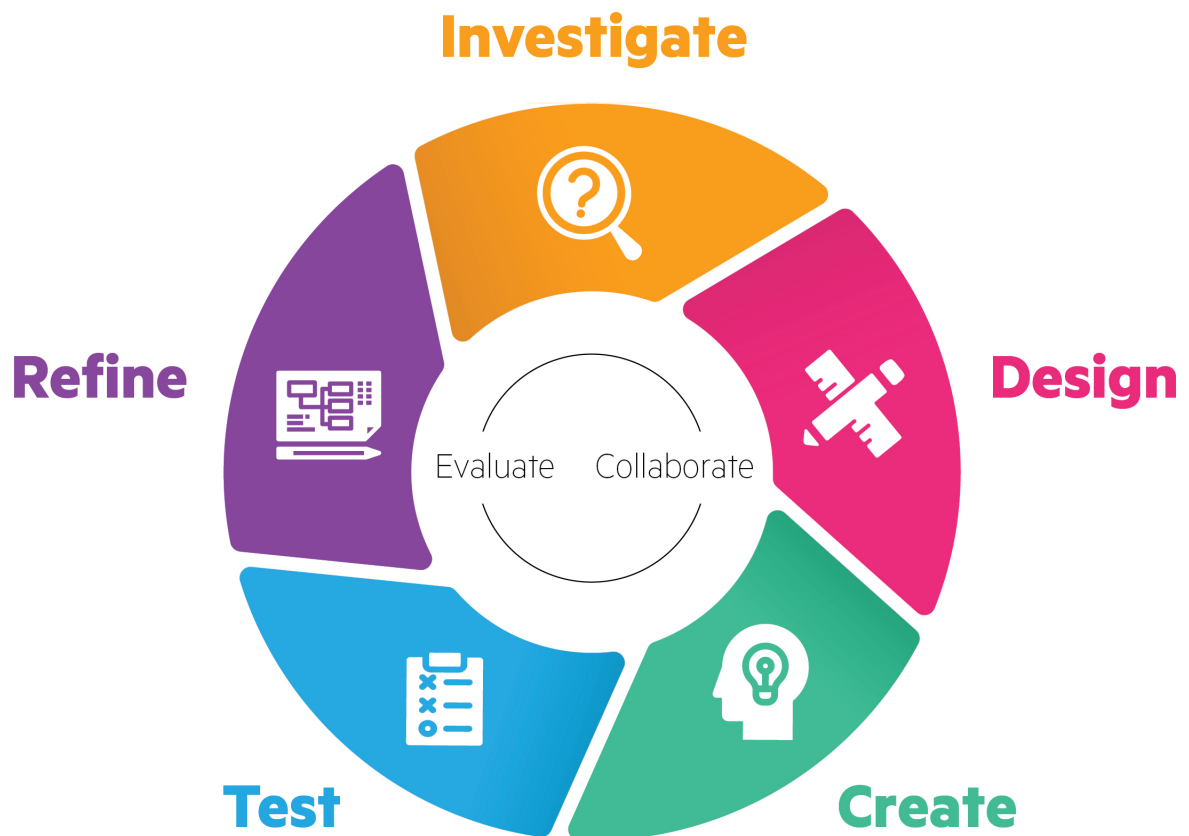 Investigate
Refine
Design
Evaluate Collaborate
Test
Create